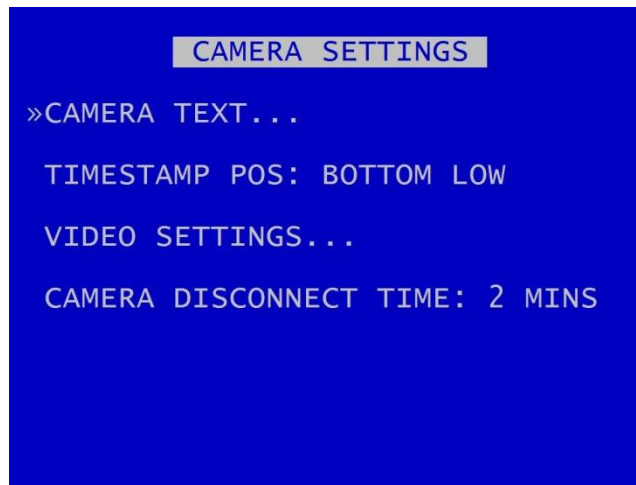 CAMERA SETTINGS
»CAMERA TEXT...
TIMESTAMP POS: BOTTOM LOW
VIDEO SETTINGS...
CAMERA DISCONNECT TIME: 2 MINS